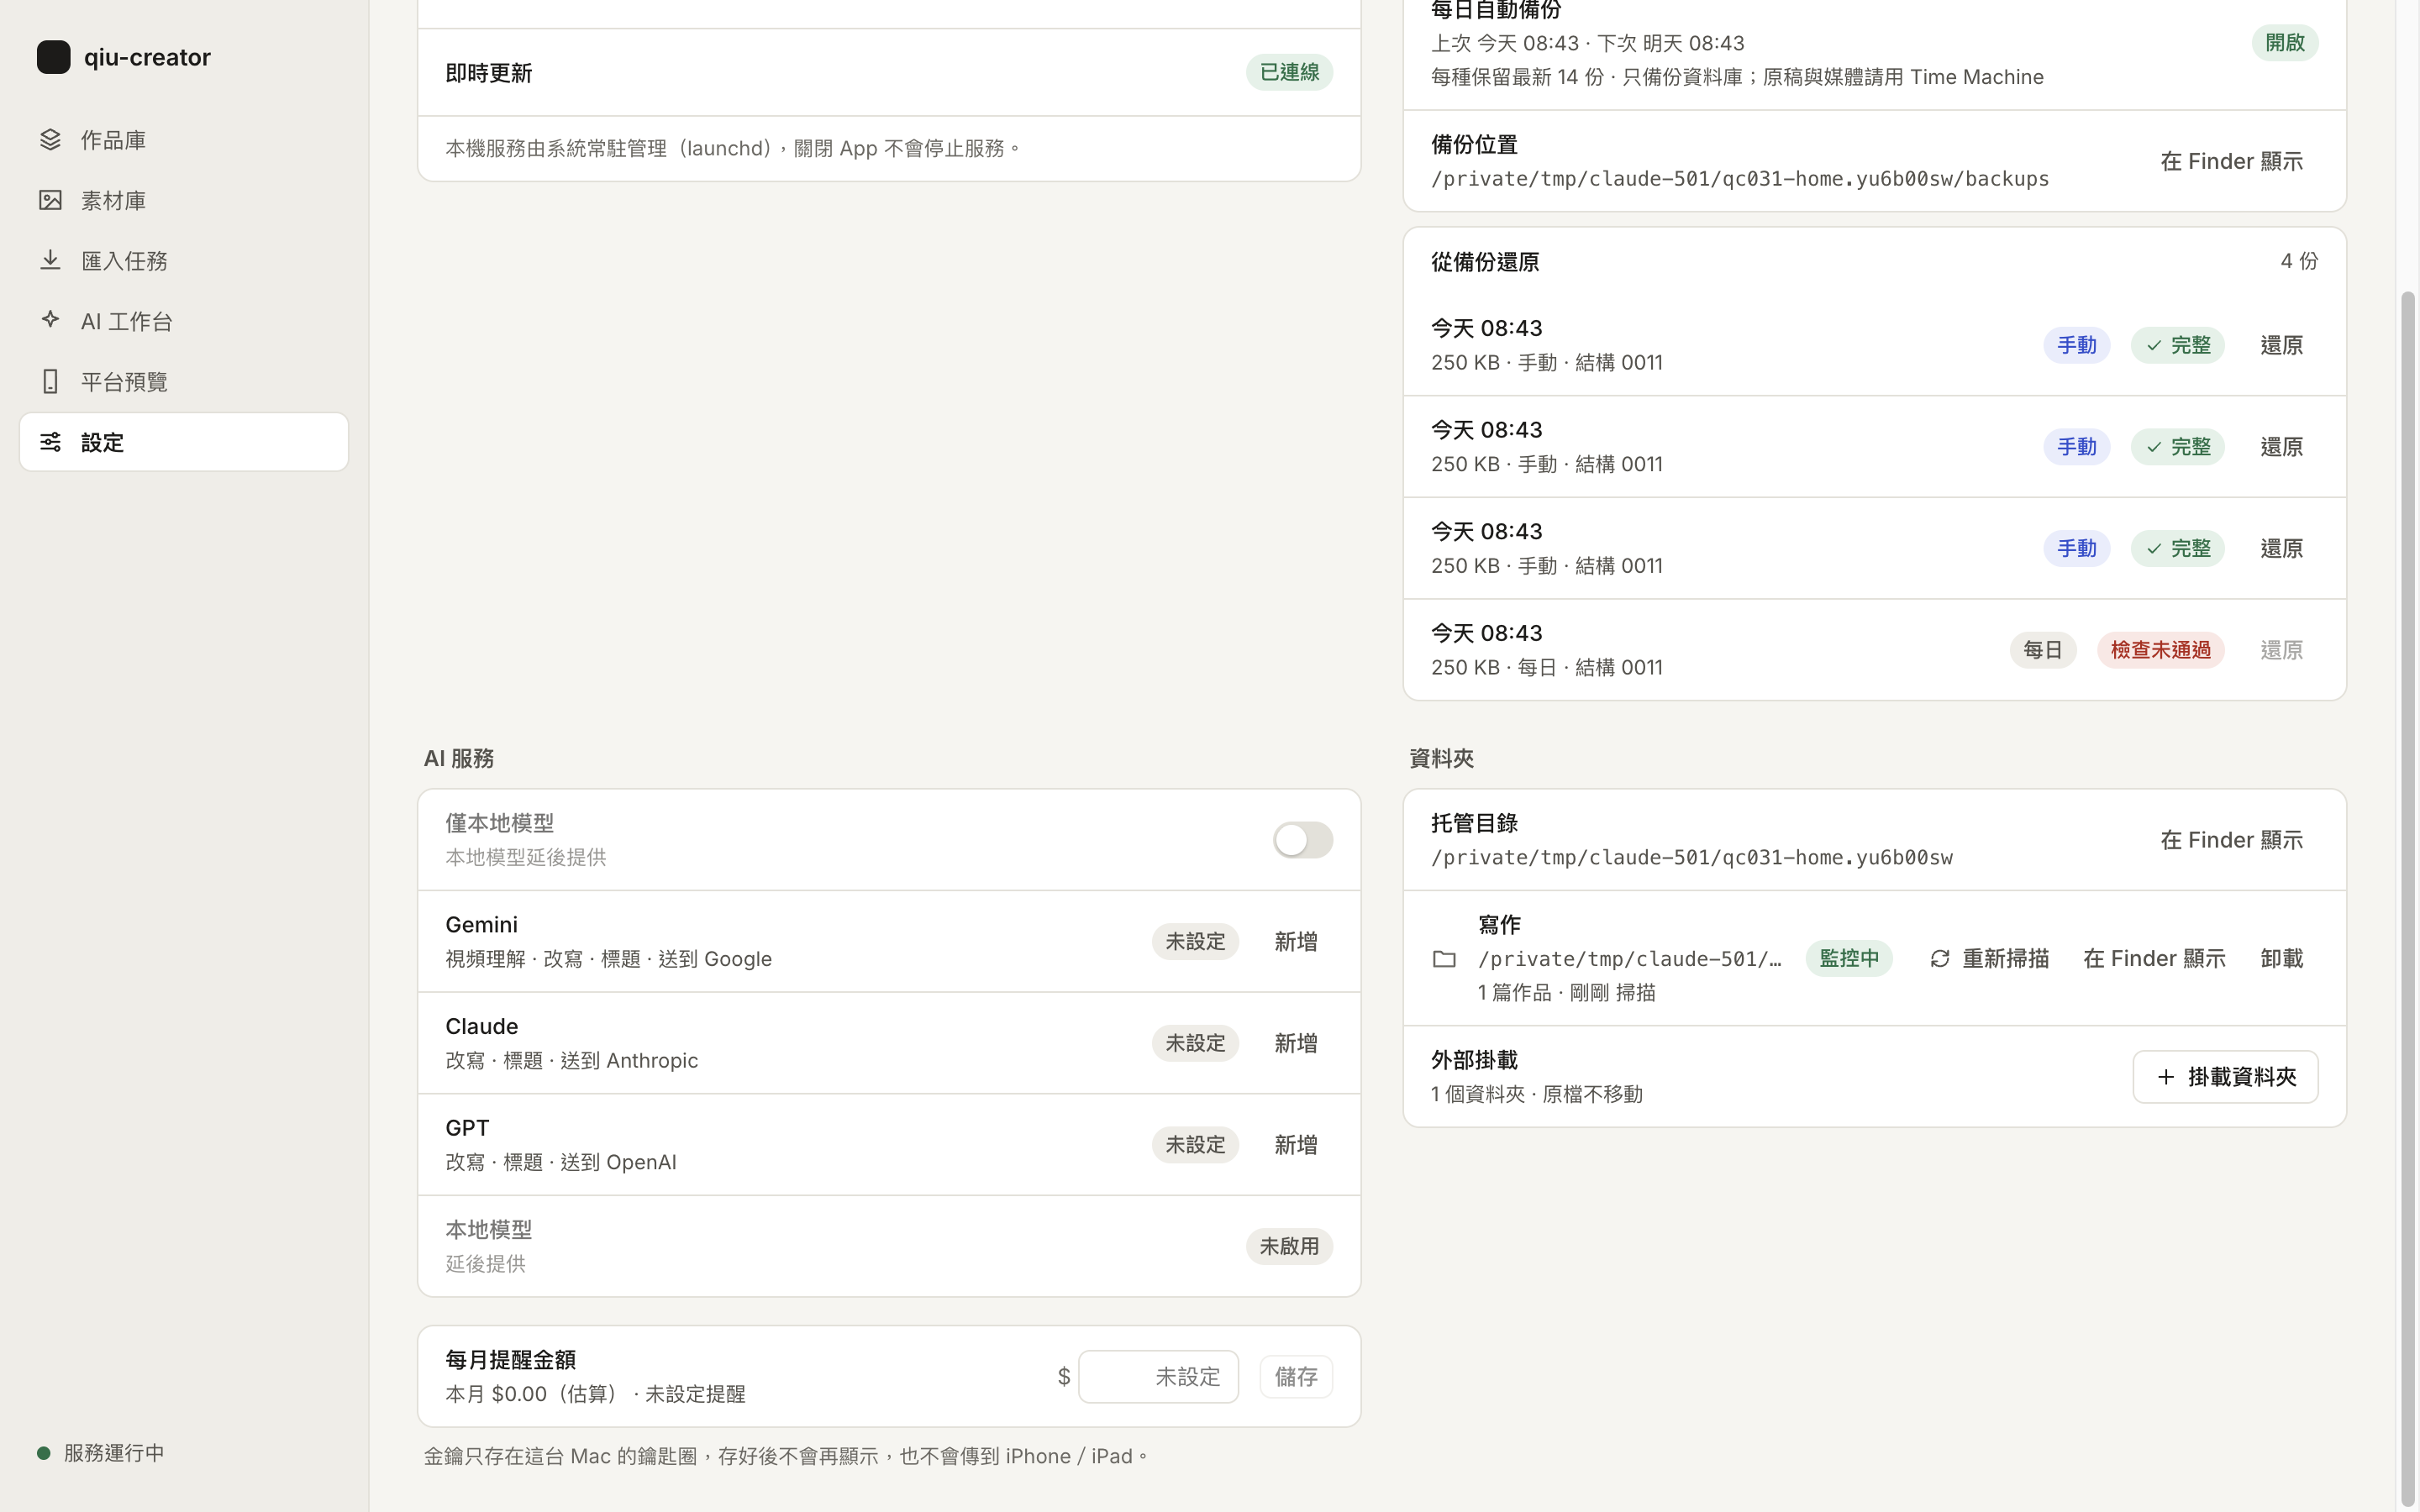 qiu-creator
作品庫
素材庫
匯入任務
AI 工作台
平台預覽
設定
服務運行中
即時更新
已連線
本機服務由系統常駐管理（launchd），關閉 App 不會停止服務。
每日自動備份
上次 今天 08:43 · 下次 明天 08:43
每種保留最新 14 份 · 只備份資料庫；原稿與媒體請用 Time Machine
開啟
備份位置
/private/tmp/claude-501/qc031-home.yu6b00sw/backups
在 Finder 顯示
從備份還原
4 份
今天 08:43
250 KB · 手動 · 結構 0011
手動
✓ 完整
還原
今天 08:43
250 KB · 手動 · 結構 0011
手動
✓ 完整
還原
今天 08:43
250 KB · 手動 · 結構 0011
手動
✓ 完整
還原
今天 08:43
250 KB · 每日 · 結構 0011
每日
檢查未通過
還原
AI 服務
僅本地模型
本地模型延後提供
Gemini
視頻理解 · 改寫 · 標題 · 送到 Google
未設定
新增
Claude
改寫 · 標題 · 送到 Anthropic
未設定
新增
GPT
改寫 · 標題 · 送到 OpenAI
未設定
新增
本地模型
延後提供
未啟用
每月提醒金額
本月 $0.00（估算） · 未設定提醒
$
未設定
儲存
金鑰只存在這台 Mac 的鑰匙圈，存好後不會再顯示，也不會傳到 iPhone / iPad。
資料夾
托管目錄
/private/tmp/claude-501/qc031-home.yu6b00sw
在 Finder 顯示
寫作
/private/tmp/claude-501/…
1 篇作品 · 剛剛 掃描
監控中
重新掃描
在 Finder 顯示
卸載
外部掛載
1 個資料夾 · 原檔不移動
+ 掛載資料夾